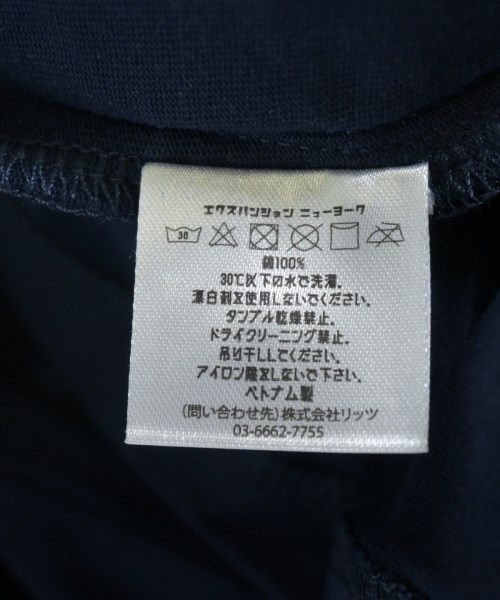 エクスパンション ニューヨーク
30
綿100%
30℃以下の水で洗濯。
漂白剤を使用しないでください。
タンブル乾燥禁止。
ドライクリーニング禁止。
吊り干ししてください。
アイロン掛をしないで下さい。
ベトナム製
(問い合わせ先)株式会社リッツ
03-6662-7755